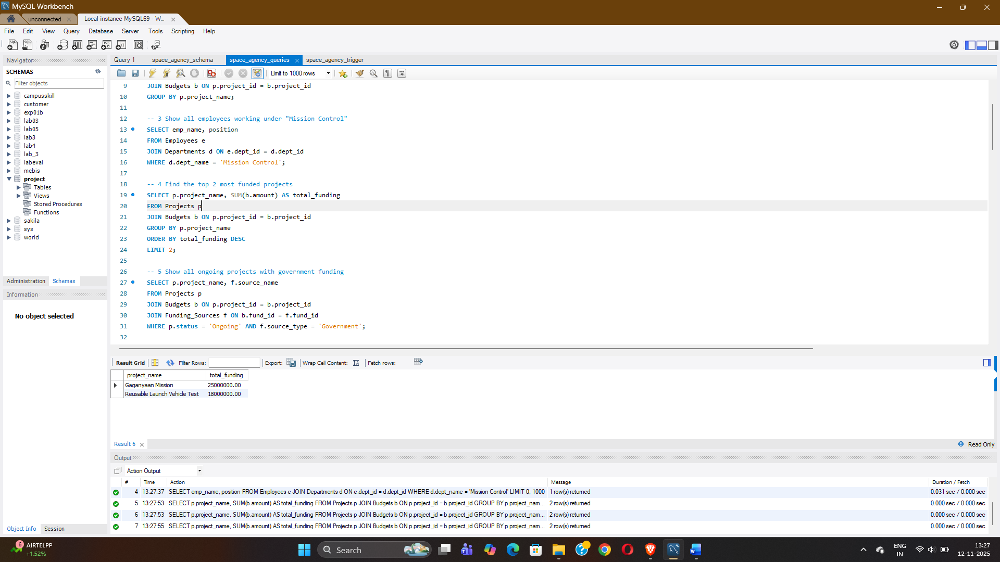 MySQL Workbench
unconnected
Local instance MySQL69 - W...
File Edit View Query Database Server Tools Scripting Help
Navigator
SCHEMAS
Filter objects
campusskill
customer
exp01b
lab03
lab05
lab3
lab4
lab_3
labeval
mebis
project
Tables
Views
Stored Procedures
Functions
sakila
sys
world
Administration Schemas
Information
No object selected
Object Info Session
Query 1 space_agency_schema space_agency_queries space_agency_trigger
Limit to 1000 rows
9 JOIN Budgets b ON p.project_id = b.project_id
10 GROUP BY p.project_name;
11
12 -- 3 Show all employees working under "Mission Control"
13 SELECT emp_name, position
14 FROM Employees e
15 JOIN Departments d ON e.dept_id = d.dept_id
16 WHERE d.dept_name = 'Mission Control';
17
18 -- 4 Find the top 2 most funded projects
19 SELECT p.project_name, SUM(b.amount) AS total_funding
20 FROM Projects p
21 JOIN Budgets b ON p.project_id = b.project_id
22 GROUP BY p.project_name
23 ORDER BY total_funding DESC
24 LIMIT 2;
25
26 -- 5 Show all ongoing projects with government funding
27 SELECT p.project_name, f.source_name
28 FROM Projects p
29 JOIN Budgets b ON p.project_id = b.project_id
30 JOIN Funding_Sources f ON b.fund_id = f.fund_id
31 WHERE p.status = 'Ongoing' AND f.source_type = 'Government';
32
Result Grid Filter Rows: Export: Wrap Cell Content: Fetch rows:
project_name total_funding
Gaganyaan Mission 25000000.00
Reusable Launch Vehicle Test 18000000.00
Result 6 Read Only
Output
Action Output
# Time Action Message Duration / Fetch
4 13:27:37 SELECT emp_name, position FROM Employees e JOIN Departments d ON e.dept_id = d.dept_id WHERE d.dept_name = 'Mission Control' LIMIT 0, 1000 1 row(s) returned 0.031 sec / 0.000 sec
5 13:27:53 SELECT p.project_name, SUM(b.amount) AS total_funding FROM Projects p JOIN Budgets b ON p.project_id = b.project_id GROUP BY p.project_nam... 2 row(s) returned 0.000 sec / 0.000 sec
6 13:27:53 SELECT p.project_name, SUM(b.amount) AS total_funding FROM Projects p JOIN Budgets b ON p.project_id = b.project_id GROUP BY p.project_nam... 2 row(s) returned 0.000 sec / 0.000 sec
7 13:27:55 SELECT p.project_name, SUM(b.amount) AS total_funding FROM Projects p JOIN Budgets b ON p.project_id = b.project_id GROUP BY p.project_nam... 2 row(s) returned 0.000 sec / 0.000 sec
6 AIRTELPP
+1.52%
Search
ENG
IN
13:27
12-11-2025